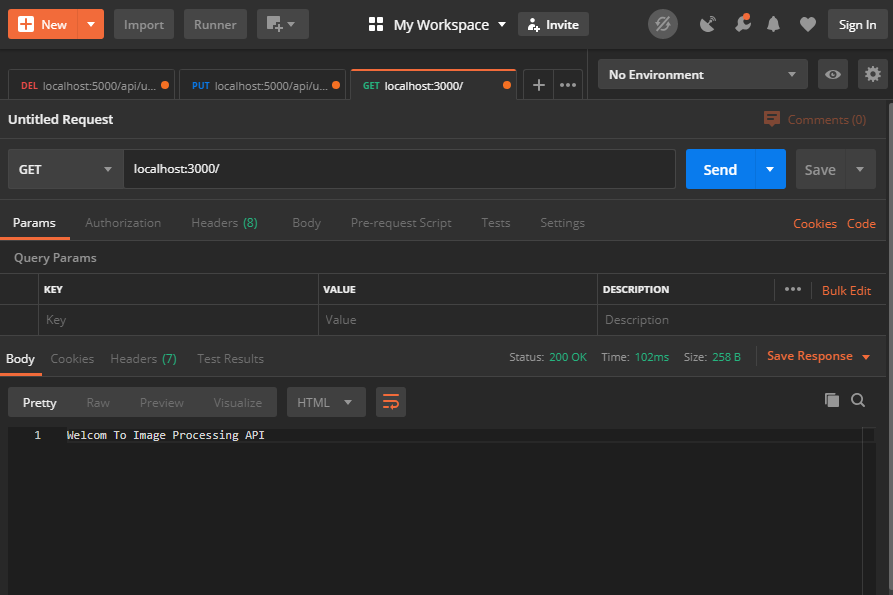 New Import Runner My Workspace Invite Sign In
DEL localhost:5000/api/u... PUT localhost:5000/api/u... GET localhost:3000/ No Environment
Untitled Request Comments (0)
GET localhost:3000/ Send Save
Params Authorization Headers (8) Body Pre-request Script Tests Settings Cookies Code
Query Params
KEY VALUE DESCRIPTION Bulk Edit
Key Value Description
Body Cookies Headers (7) Test Results Status: 200 OK Time: 102ms Size: 258 B Save Response
Pretty Raw Preview Visualize HTML
1 Welcom To Image Processing API